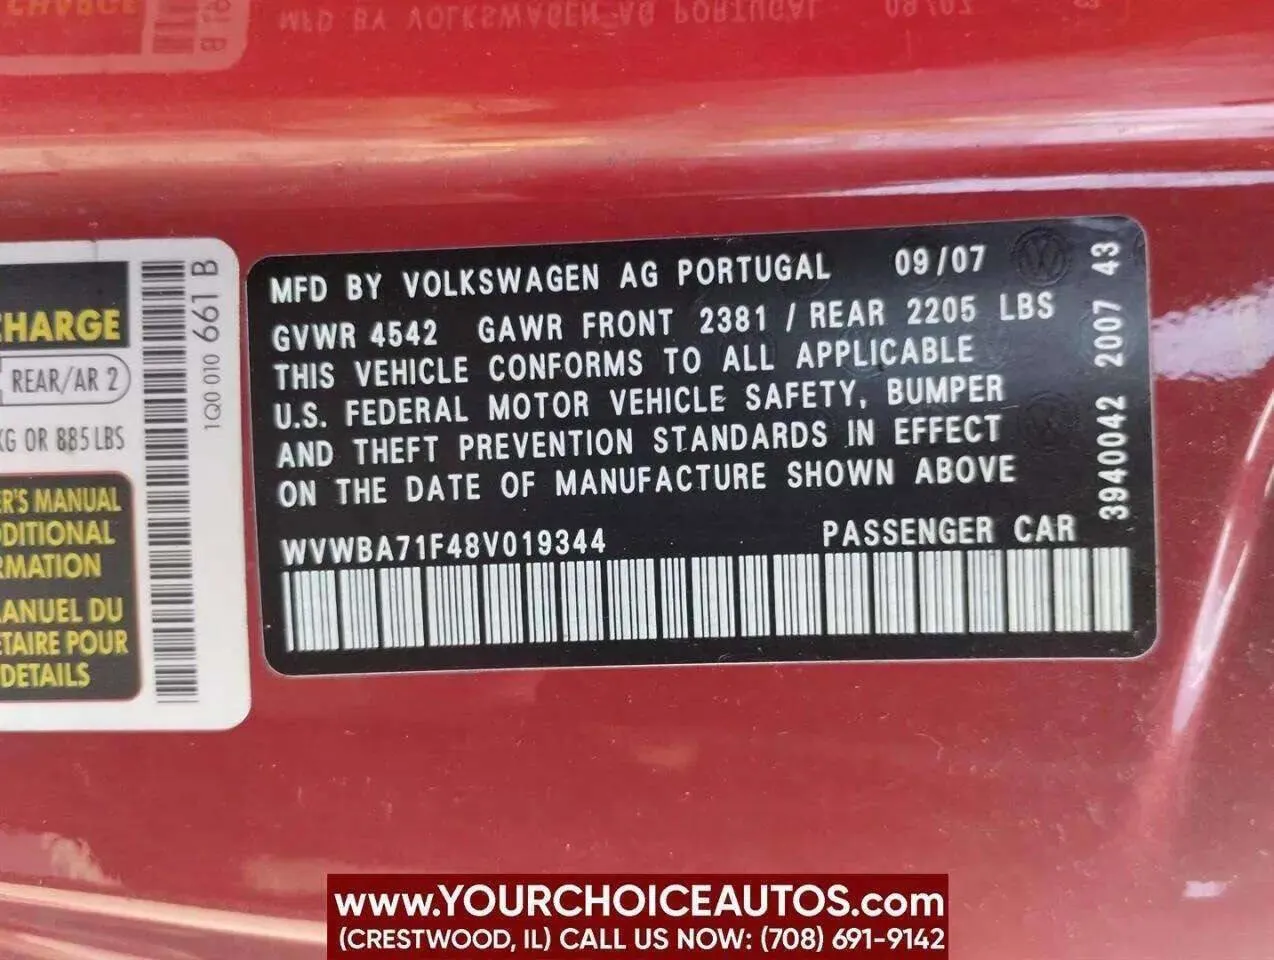 CHARGE
REAR/AR 2
KG OR 885 LBS
ER'S MANUAL
DDITIONAL
RMATION
ANUEL DU
ETAIRE POUR
DETAILS
1Q0 010 661 B
MFD BY VOLKSWAGEN AG PORTUGAL 09/07
GVWR 4542 GAWR FRONT 2381 / REAR 2205 LBS
THIS VEHICLE CONFORMS TO ALL APPLICABLE
U.S. FEDERAL MOTOR VEHICLE SAFETY, BUMPER
AND THEFT PREVENTION STANDARDS IN EFFECT
ON THE DATE OF MANUFACTURE SHOWN ABOVE
WVWBA71F48V019344 PASSENGER CAR
3940042 2007 43
www.YOURCHOICEAUTOS.com
(CRESTWOOD, IL) CALL US NOW: (708) 691-9142